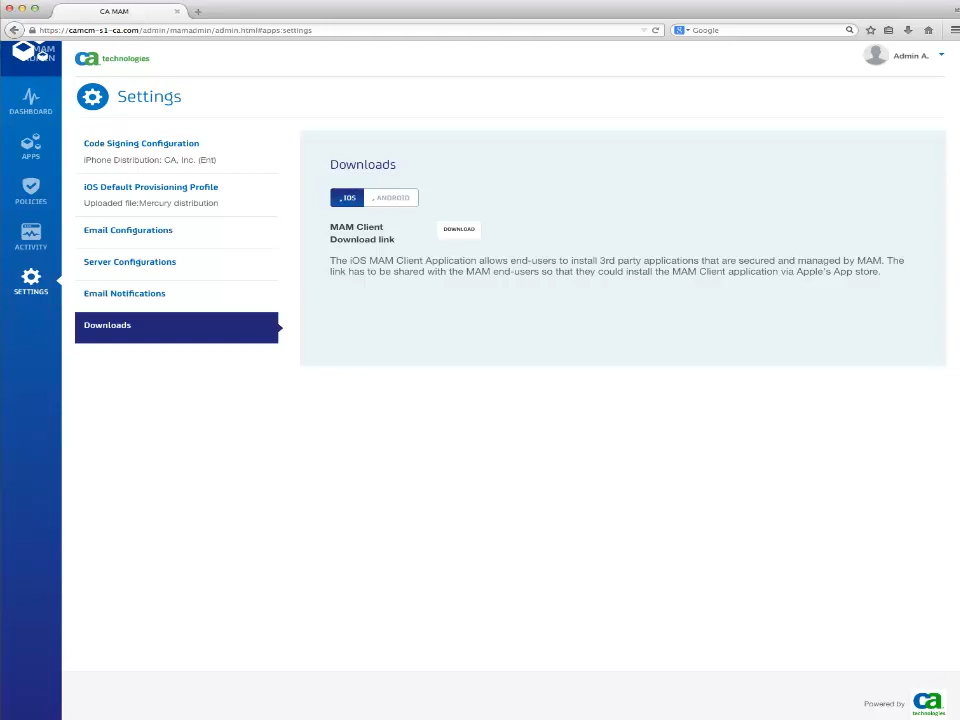 CA MAM
https://camcm-s1-ca.com/admin/mamadmin/admin.html#apps:settings
Google
MAM
ADMIN
ca technologies
Admin A.
Settings
DASHBOARD
APPS
POLICIES
ACTIVITY
SETTINGS
Code Signing Configuration
iPhone Distribution: CA, Inc. (Ent)
iOS Default Provisioning Profile
Uploaded file:Mercury distribution
Email Configurations
Server Configurations
Email Notifications
Downloads
Downloads
IOS
ANDROID
MAM Client
Download link
DOWNLOAD
The iOS MAM Client Application allows end-users to install 3rd party applications that are secured and managed by MAM. The
link has to be shared with the MAM end-users so that they could install the MAM Client application via Apple's App store.
Powered by
ca
technologies